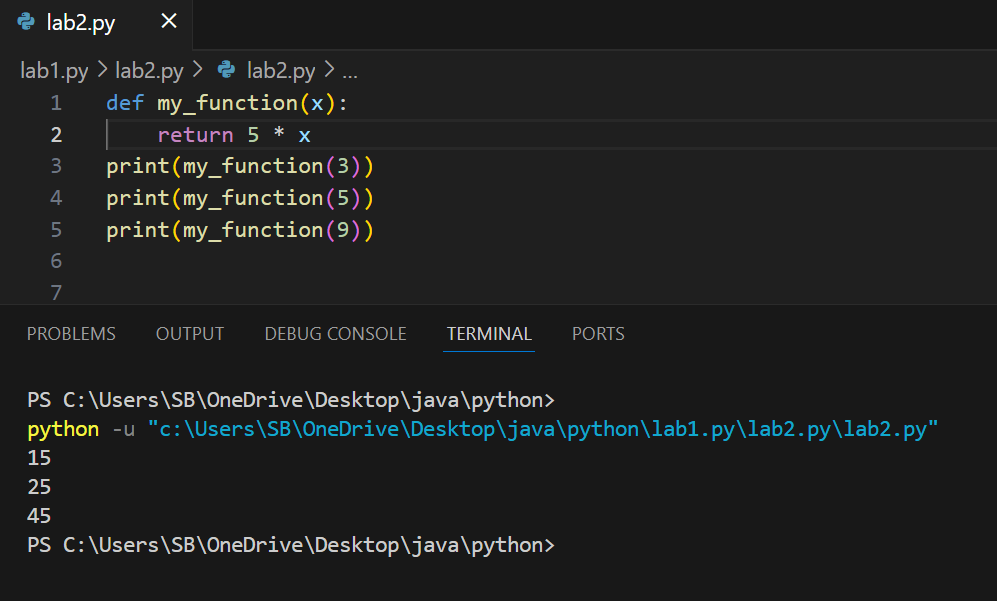 lab2.py
lab1.py > lab2.py > lab2.py > ...
1 def my_function(x):
2     return 5 * x
3 print(my_function(3))
4 print(my_function(5))
5 print(my_function(9))
6
7
PROBLEMS OUTPUT DEBUG CONSOLE TERMINAL PORTS
PS C:\Users\SB\OneDrive\Desktop\java\python>
python -u "c:\Users\SB\OneDrive\Desktop\java\python\lab1.py\lab2.py\lab2.py"
15
25
45
PS C:\Users\SB\OneDrive\Desktop\java\python>